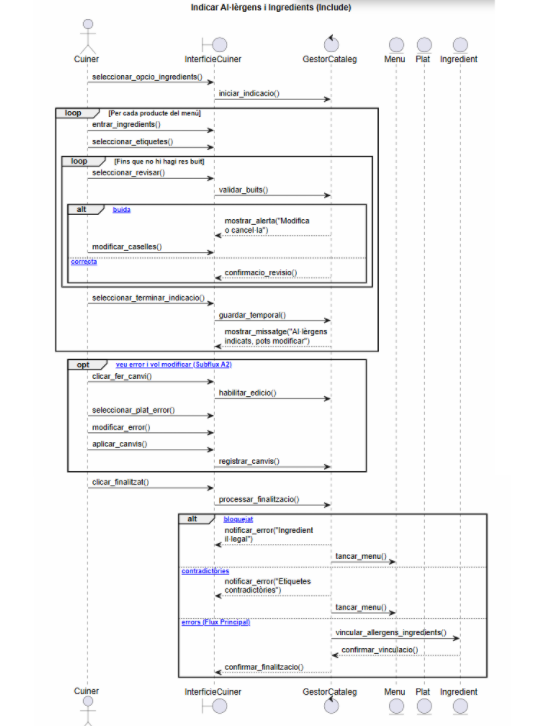 Indicar Al·lèrgens i Ingredients (Include)
Cuiner InterficieCuiner GestorCataleg Menu Plat Ingredient
seleccionar_opcio_ingredients()
iniciar_indicacio()
loop [Per cada producte del menú]
entrar_ingredients()
seleccionar_etiquetes()
loop [Fins que no hi hagi res buit]
seleccionar_revisar()
validar_buits()
alt buida
mostrar_alerta("Modifica
o cancel·la")
modificar_caselles()
correcta
confirmacio_revisio()
seleccionar_terminar_indicacio()
guardar_temporal()
mostrar_missatge("Al·lèrgens
indicats, pots modificar")
opt veu error i vol modificar (Subflux A2)
clicar_fer_canvi()
habilitar_edicio()
seleccionar_plat_error()
modificar_error()
aplicar_canvis()
registrar_canvis()
clicar_finalitzat()
processar_finalitzacio()
alt bloquejat
notificar_error("Ingredient
il·legal")
tancar_menu()
contradictòries
notificar_error("Etiquetes
contradictòries")
tancar_menu()
errors (Flux Principal)
vincular_allergens_ingredients()
confirmar_vinculacio()
confirmar_finalitzacio()
Cuiner InterficieCuiner GestorCataleg Menu Plat Ingredient